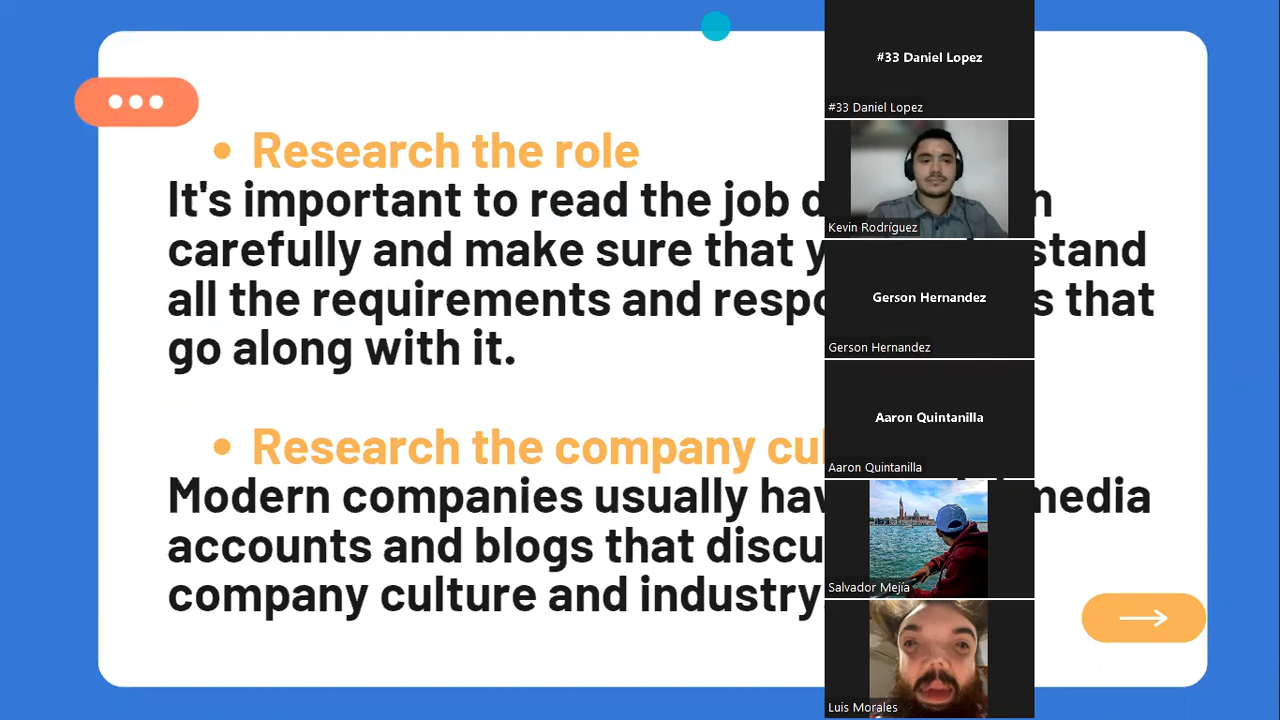 Research the role
It's important to read the job d n
carefully and make sure that y stand
all the requirements and respo s that
go along with it.
Research the company cul
Modern companies usually hav media
accounts and blogs that discu
company culture and industry
#33 Daniel Lopez
#33 Daniel Lopez
Kevin Rodríguez
Gerson Hernandez
Gerson Hernandez
Aaron Quintanilla
Aaron Quintanilla
Salvador Mejía
Luis Morales